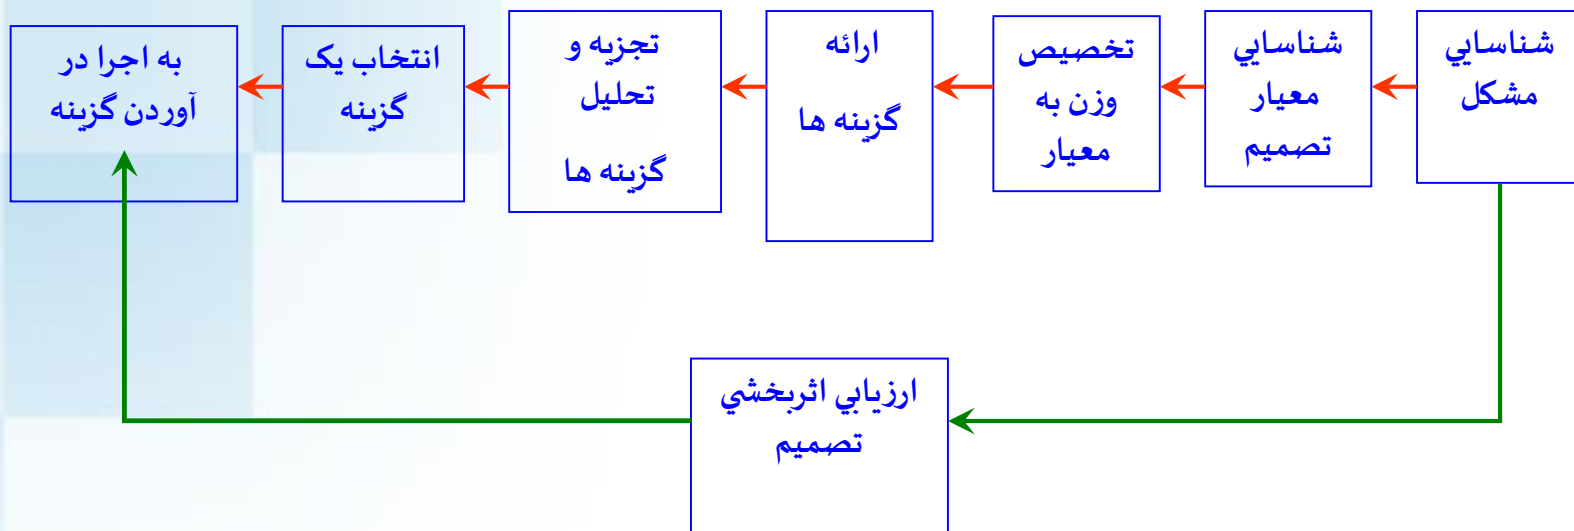 شناسايي
مشکل
شناسايي
معيار
تصميم
تخصيص
وزن به
معيار
ارائه
گزينه ها
تجزيه و
تحليل
گزينه ها
انتخاب يک
گزينه
به اجرا در
آوردن گزينه
ارزيابي اثربخشي
تصميم